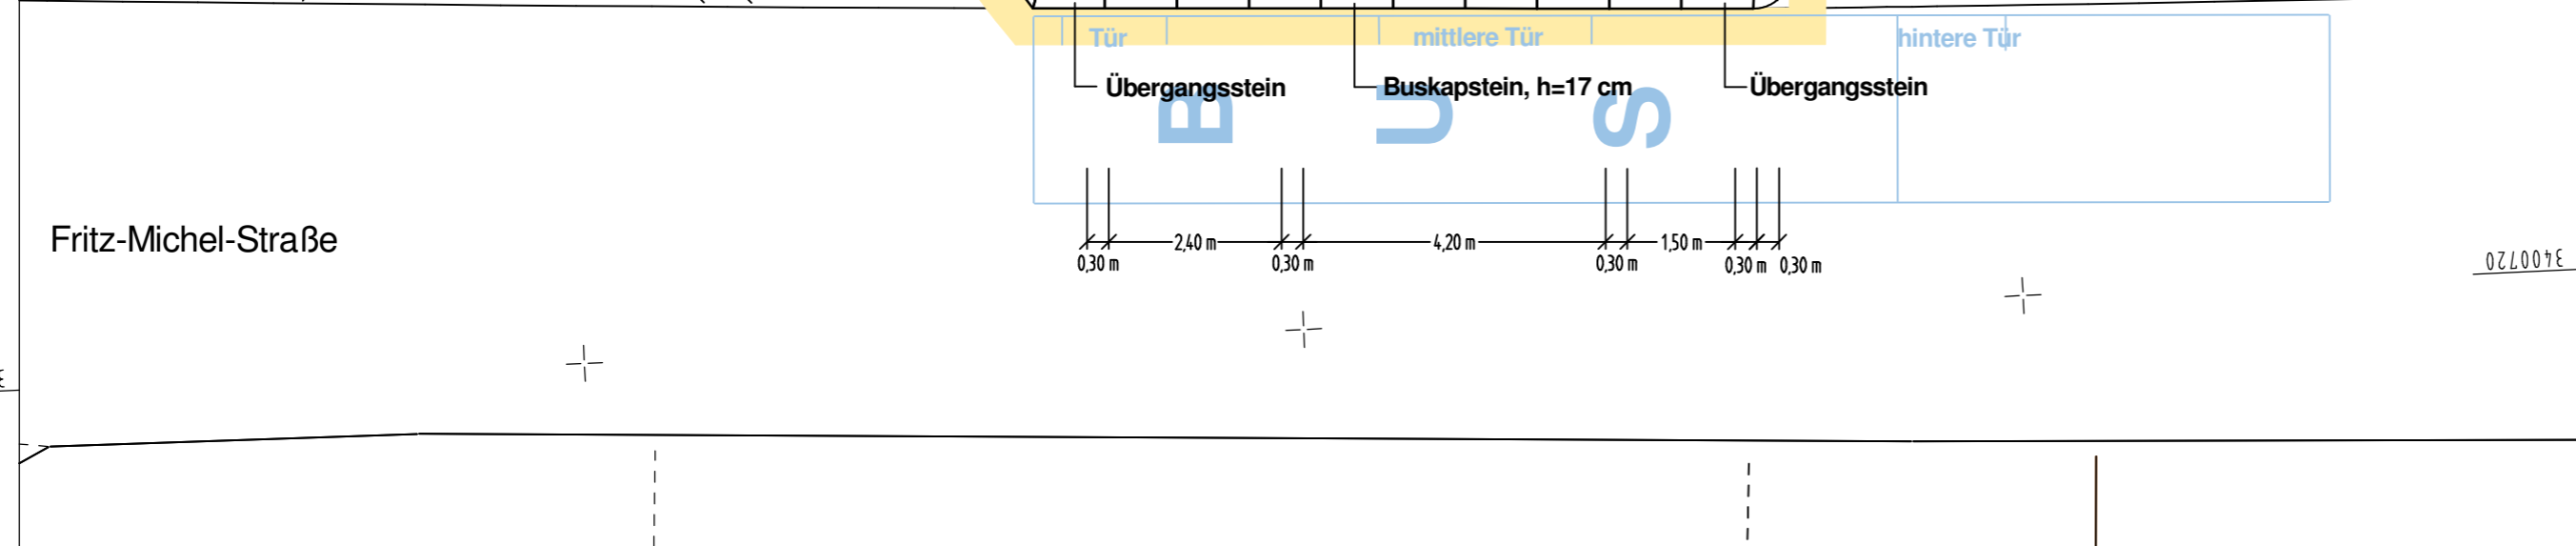 Tür mittlere Tür hintere Tür
Übergangsstein Buskapstein, h=17 cm Übergangsstein
B U S
Fritz-Michel-Straße
2,40 m 4,20 m 1,50 m
0,30 m 0,30 m 0,30 m 0,30 m 0,30 m
3400720